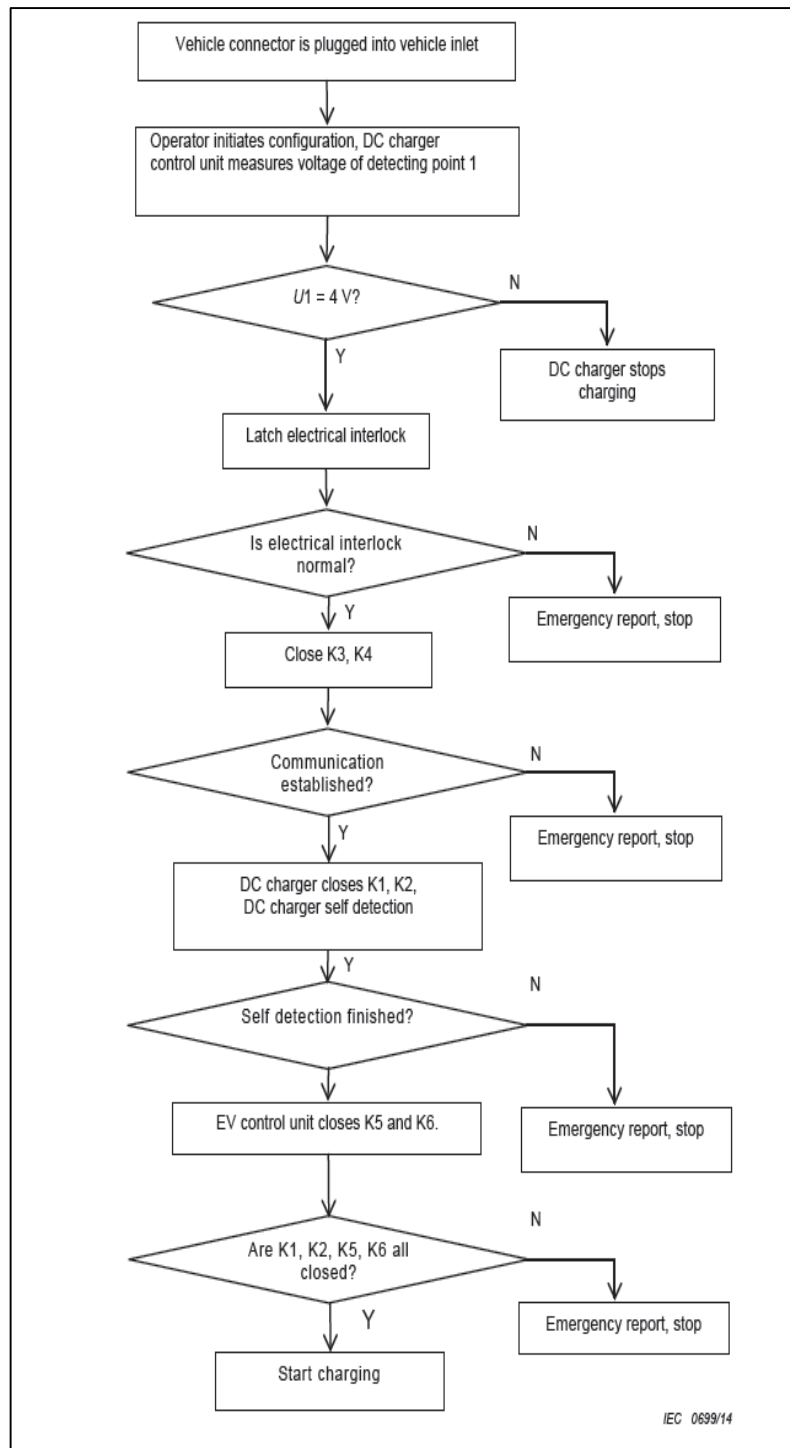 Vehicle connector is plugged into vehicle inlet
Operator initiates configuration, DC charger
control unit measures voltage of detecting point 1
U1 = 4 V?
N
Y
DC charger stops
charging
Latch electrical interlock
Is electrical interlock
normal?
N
Y
Emergency report, stop
Close K3, K4
Communication
established?
N
Y
Emergency report, stop
DC charger closes K1, K2,
DC charger self detection
Y
N
Self detection finished?
EV control unit closes K5 and K6.
Emergency report, stop
N
Are K1, K2, K5, K6 all
closed?
Y
Emergency report, stop
Start charging
IEC 0699/14